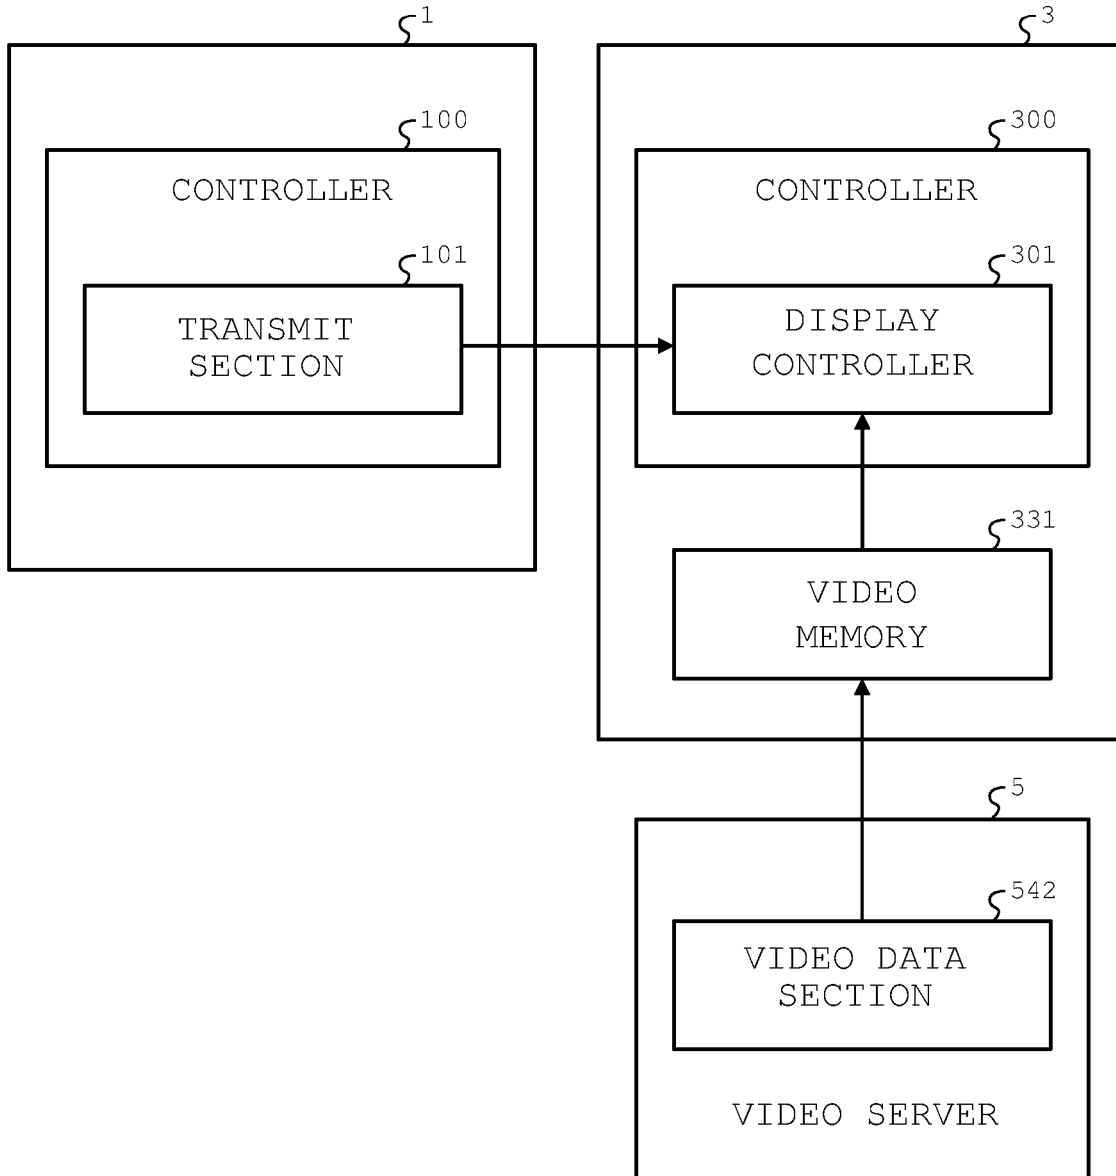 1
3
100
300
CONTROLLER
CONTROLLER
101
301
TRANSMIT
SECTION
DISPLAY
CONTROLLER
331
VIDEO
MEMORY
5
542
VIDEO DATA
SECTION
VIDEO SERVER